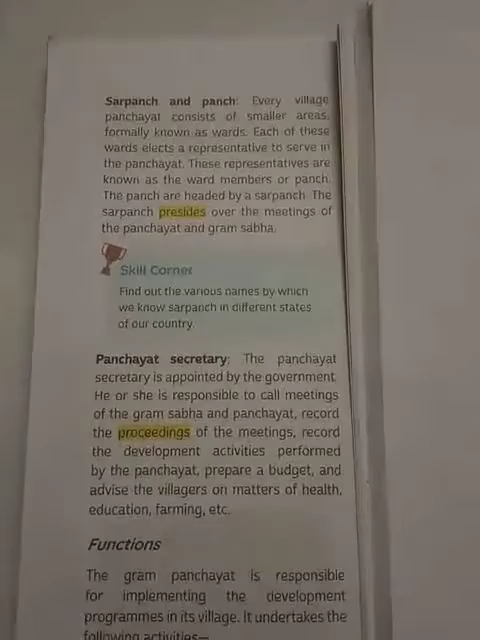 Sarpanch and panch: Every village
panchayat consists of smaller areas,
formally known as wards. Each of these
wards elects a representative to serve in
the panchayat. These representatives are
known as the ward members or panch.
The panch are headed by a sarpanch. The
sarpanch presides over the meetings of
the panchayat and gram sabha.
Skill Corner
Find out the various names by which
we know sarpanch in different states
of our country.
Panchayat secretary: The panchayat
secretary is appointed by the government.
He or she is responsible to call meetings
of the gram sabha and panchayat, record
the proceedings of the meetings, record
the development activities performed
by the panchayat, prepare a budget, and
advise the villagers on matters of health,
education, farming, etc.
Functions
The gram panchayat is responsible
for implementing the development
programmes in its village. It undertakes the
following activities—